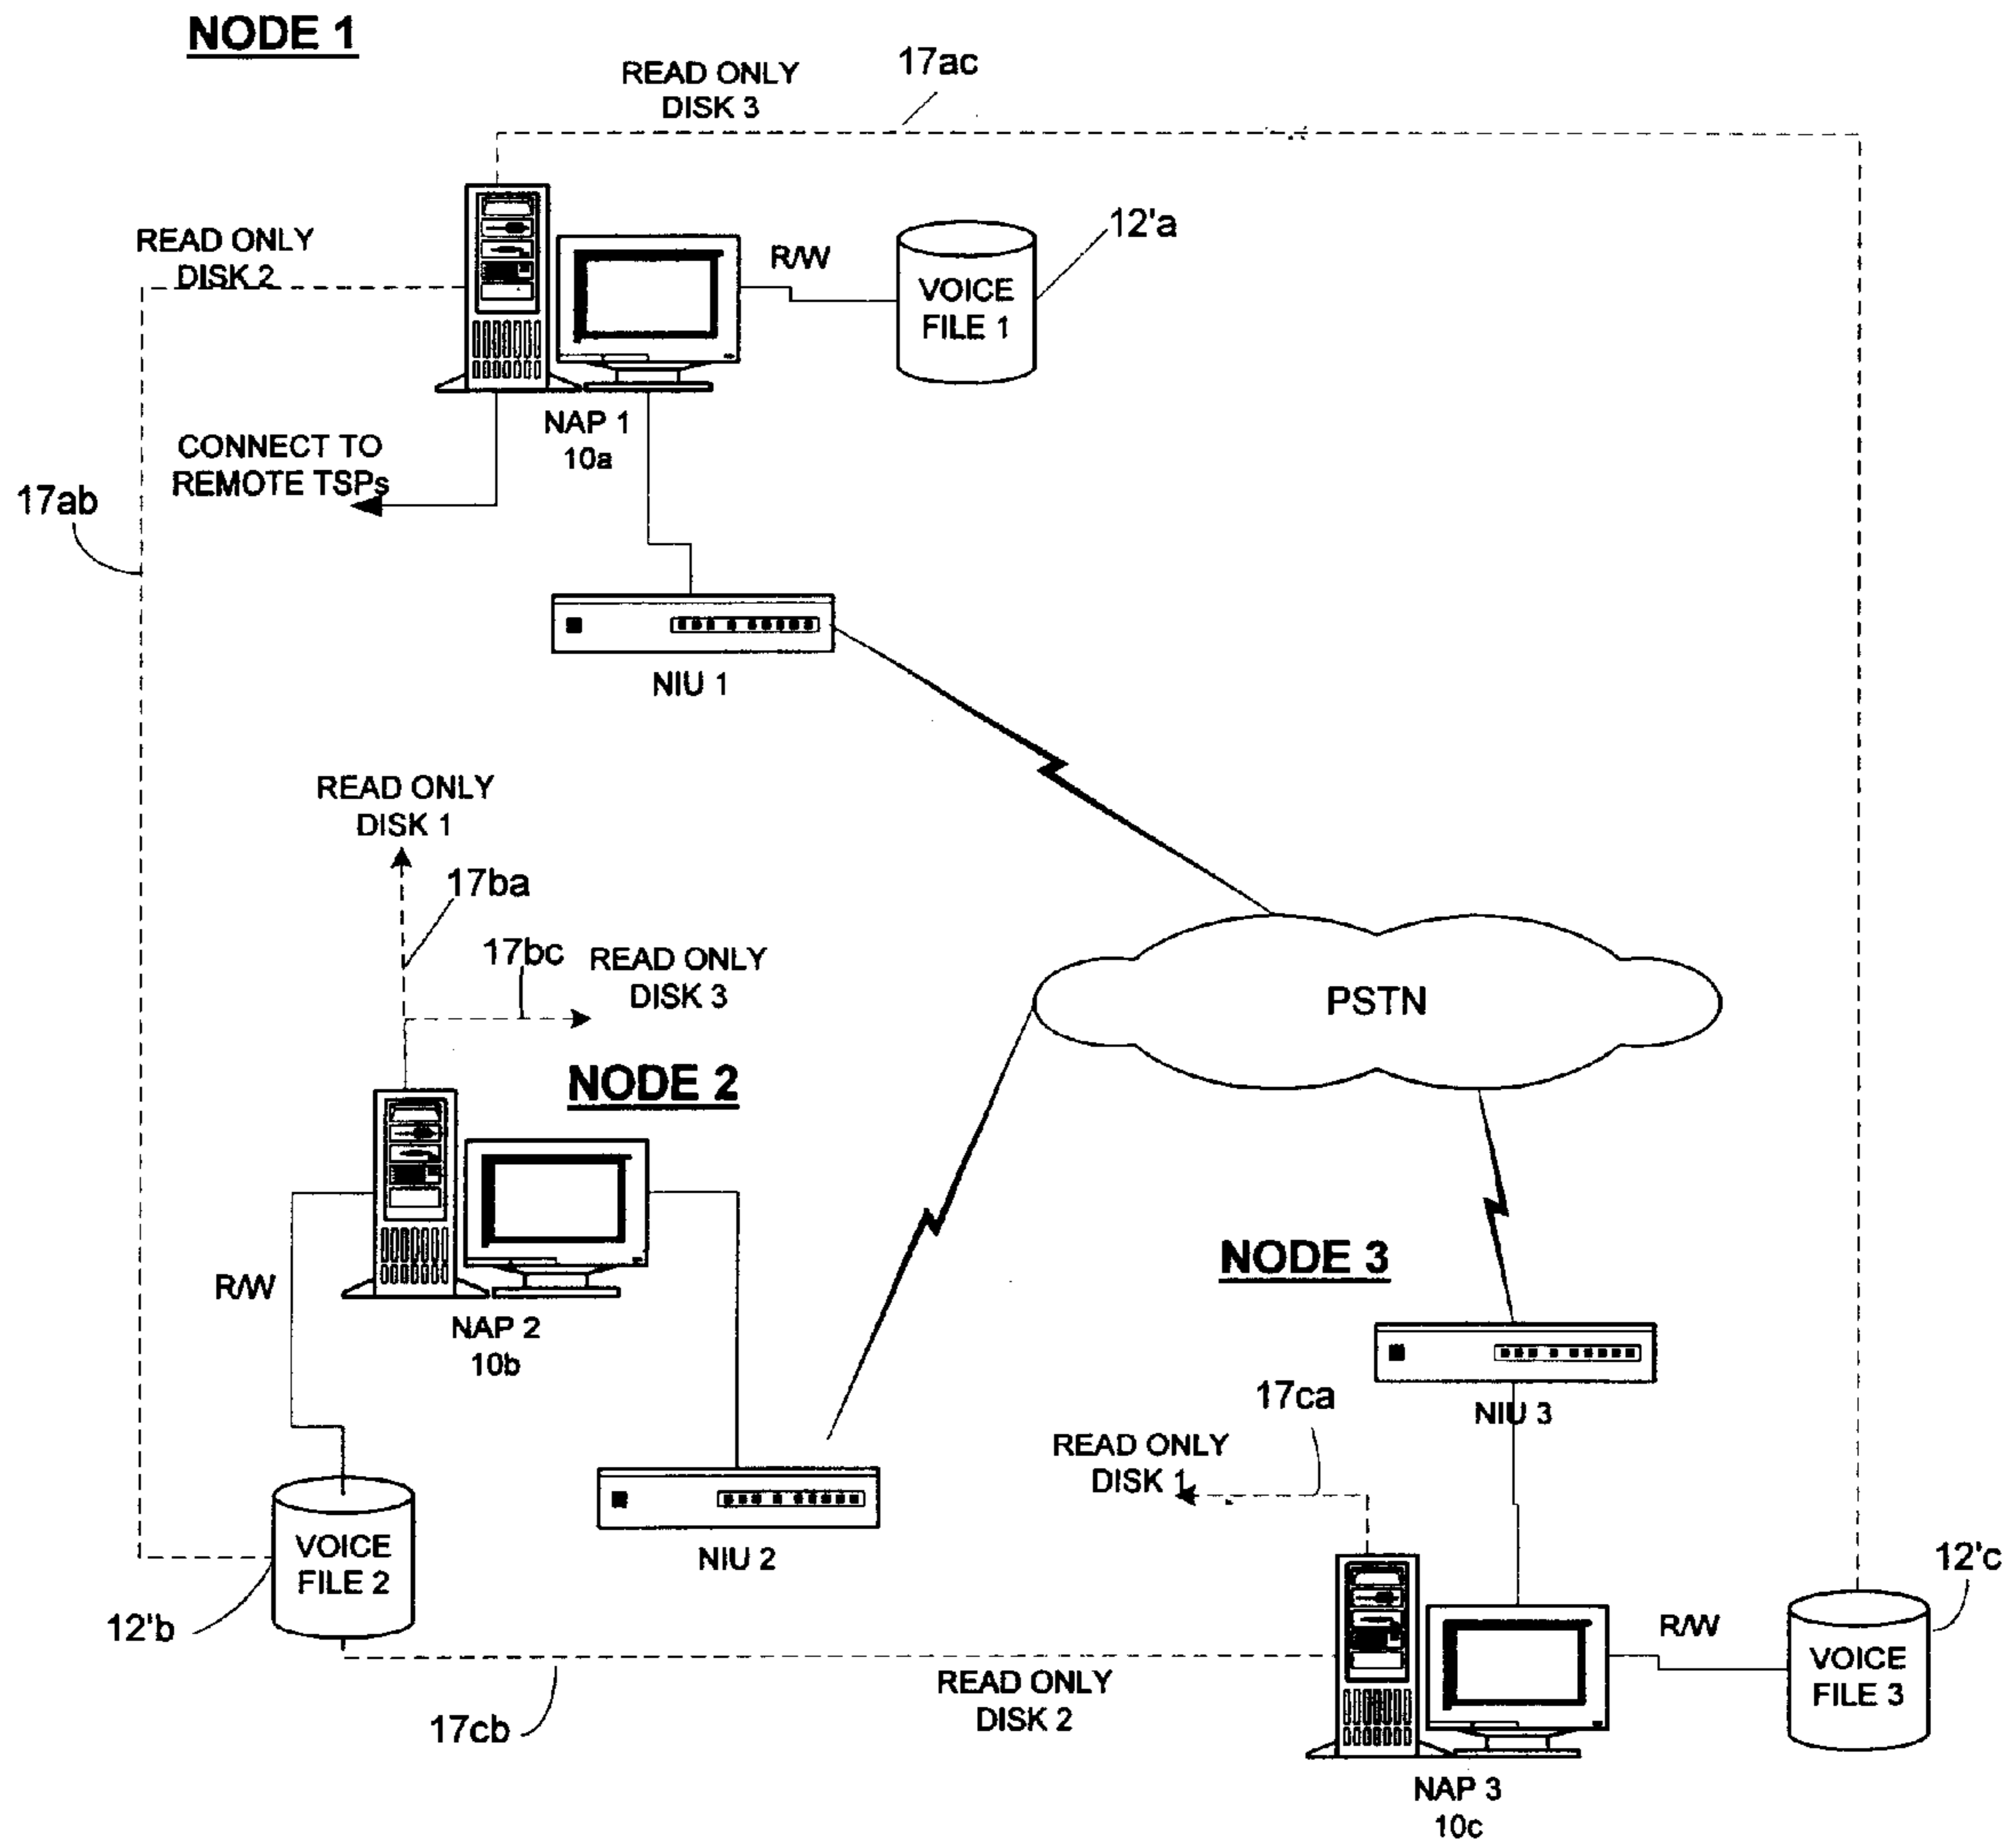 NODE 1
READ ONLY
DISK 3
17ac
READ ONLY
DISK 2
R/W
VOICE
FILE 1
12'a
NAP 1
10a
CONNECT TO
REMOTE TSPs
17ab
NIU 1
READ ONLY
DISK 1
17ba
17bc
READ ONLY
DISK 3
PSTN
NODE 2
R/W
NAP 2
10b
NODE 3
NIU 3
17ca
READ ONLY
DISK 1
VOICE
FILE 2
NIU 2
12'b
12'c
R/W
VOICE
FILE 3
READ ONLY
DISK 2
17cb
NAP 3
10c